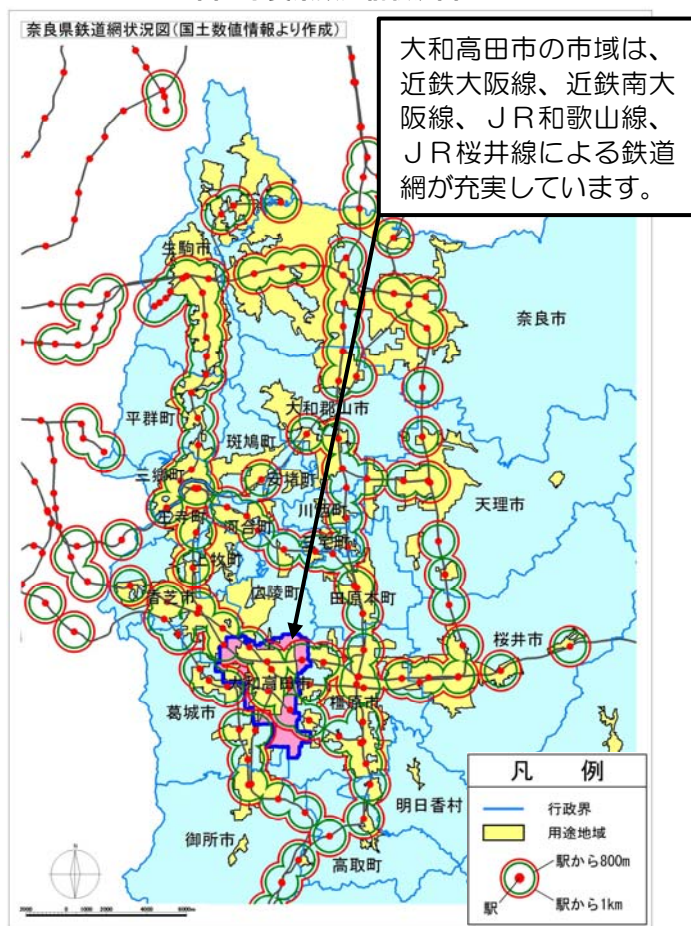 奈良県鉄道網状況図(国土数値情報より作成)
大和高田市の市域は、
近鉄大阪線、近鉄南大
阪線、ＪＲ和歌山線、
ＪＲ桜井線による鉄道
網が充実しています。
生駒市
奈良市
平群町
大和郡山市
斑鳩町
三郷町
安堵町
天理市
王寺町
川西町
河合町
三宅町
上牧町
香芝市
広陵町
田原本町
桜井市
大和高田市
橿原市
葛城市
明日香村
御所市
高取町
凡　例
行政界
用途地域
駅から800m
駅
駅から1km
2000 0 2000 4000 6000m